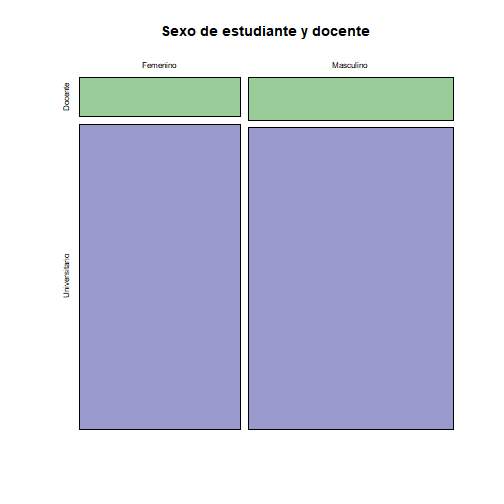 Sexo de estudiante y docente
Femenino
Masculino
Docente
Universitario